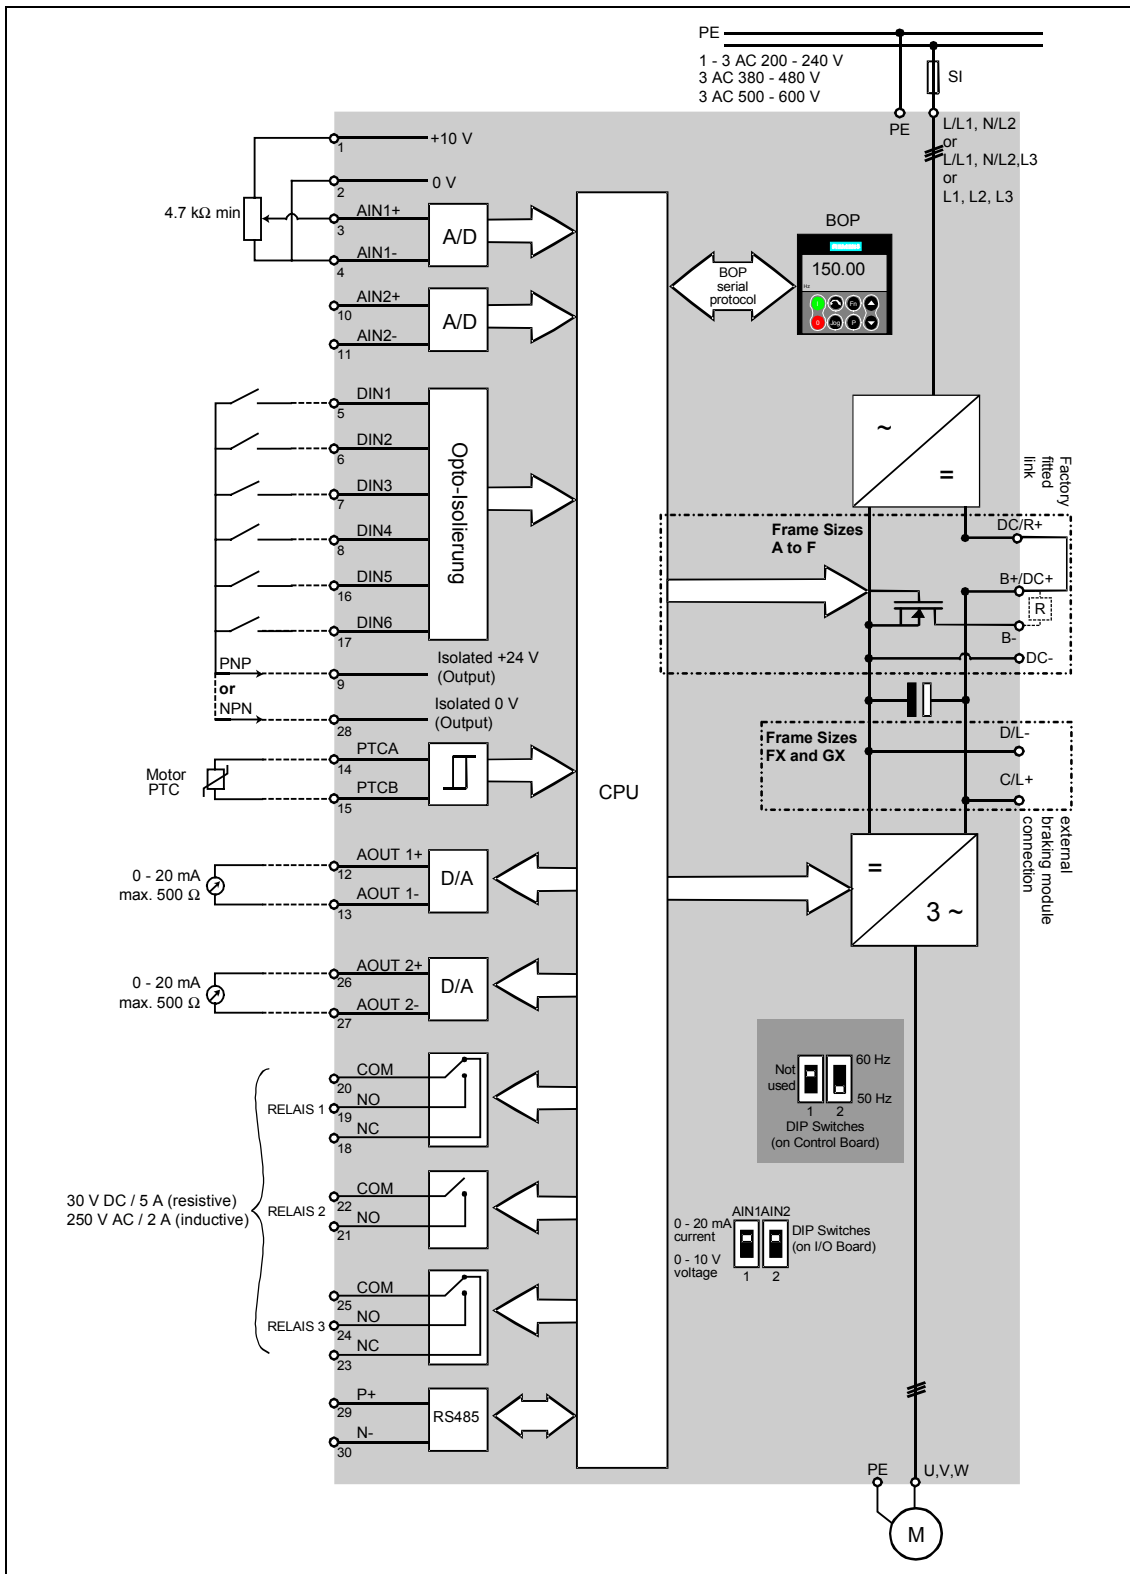 PE
1 - 3 AC 200 - 240 V
3 AC 380 - 480 V
3 AC 500 - 600 V
SI
PE
L/L1, N/L2
or
L/L1, N/L2,L3
or
L1, L2, L3
1
+10 V
2
0 V
4.7 kΩ min
AIN1+
3
A/D
AIN1-
4
AIN2+
10
A/D
AIN2-
11
BOP
150.00
Hz
I
Fn
0
Jog
P
BOP
serial
protocol
DIN1
5
DIN2
6
DIN3
7
DIN4
8
DIN5
16
DIN6
17
Opto-Isolierung
PNP
or
NPN
9
Isolated +24 V
(Output)
28
Isolated 0 V
(Output)
~
=
Factory
fitted
link
Frame Sizes
A to F
DC/R+
B+/DC+
R
B-
DC-
Frame Sizes
FX and GX
D/L-
C/L+
external
braking module
connection
Motor
PTC
PTCA
14
PTCB
15
CPU
=
3 ~
0 - 20 mA
max. 500 Ω
AOUT 1+
12
D/A
AOUT 1-
13
0 - 20 mA
max. 500 Ω
AOUT 2+
26
D/A
AOUT 2-
27
Not
used
60 Hz
50 Hz
1 2
DIP Switches
(on Control Board)
30 V DC / 5 A (resistive)
250 V AC / 2 A (inductive)
RELAIS 1
COM
20
NO
19
NC
18
RELAIS 2
COM
22
NO
21
RELAIS 3
COM
25
NO
24
NC
23
AIN1 AIN2
0 - 20 mA
current
0 - 10 V
voltage
1 2
DIP Switches
(on I/O Board)
P+
29
RS485
N-
30
PE
U,V,W
M